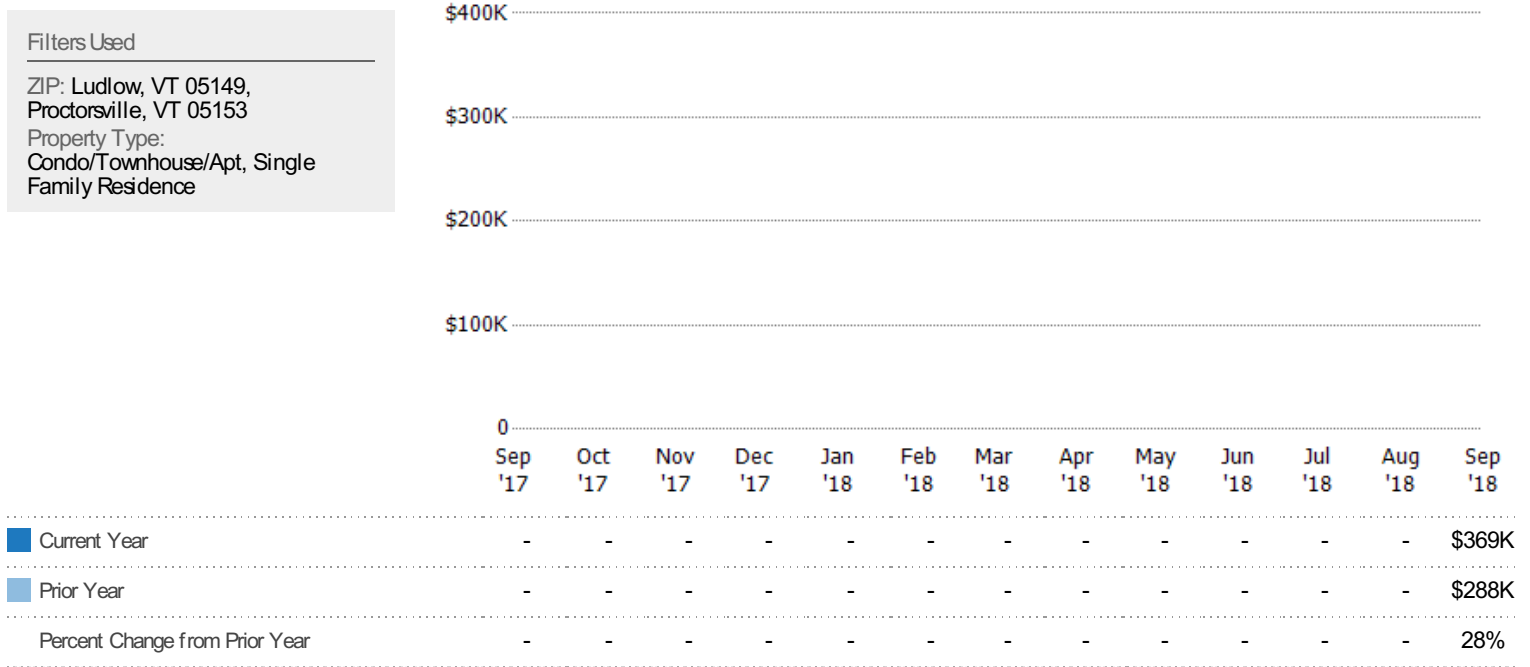 Filters Used
ZIP: Ludlow, VT 05149,
Proctorsville, VT 05153
Property Type:
Condo/Townhouse/Apt, Single
Family Residence
$400K
$300K
$200K
$100K
0
Sep Oct Nov Dec Jan Feb Mar Apr May Jun Jul Aug Sep
'17 '17 '17 '17 '18 '18 '18 '18 '18 '18 '18 '18 '18
Current Year - - - - - - - - - - - - $369K
Prior Year - - - - - - - - - - - - $288K
Percent Change from Prior Year - - - - - - - - - - - - 28%